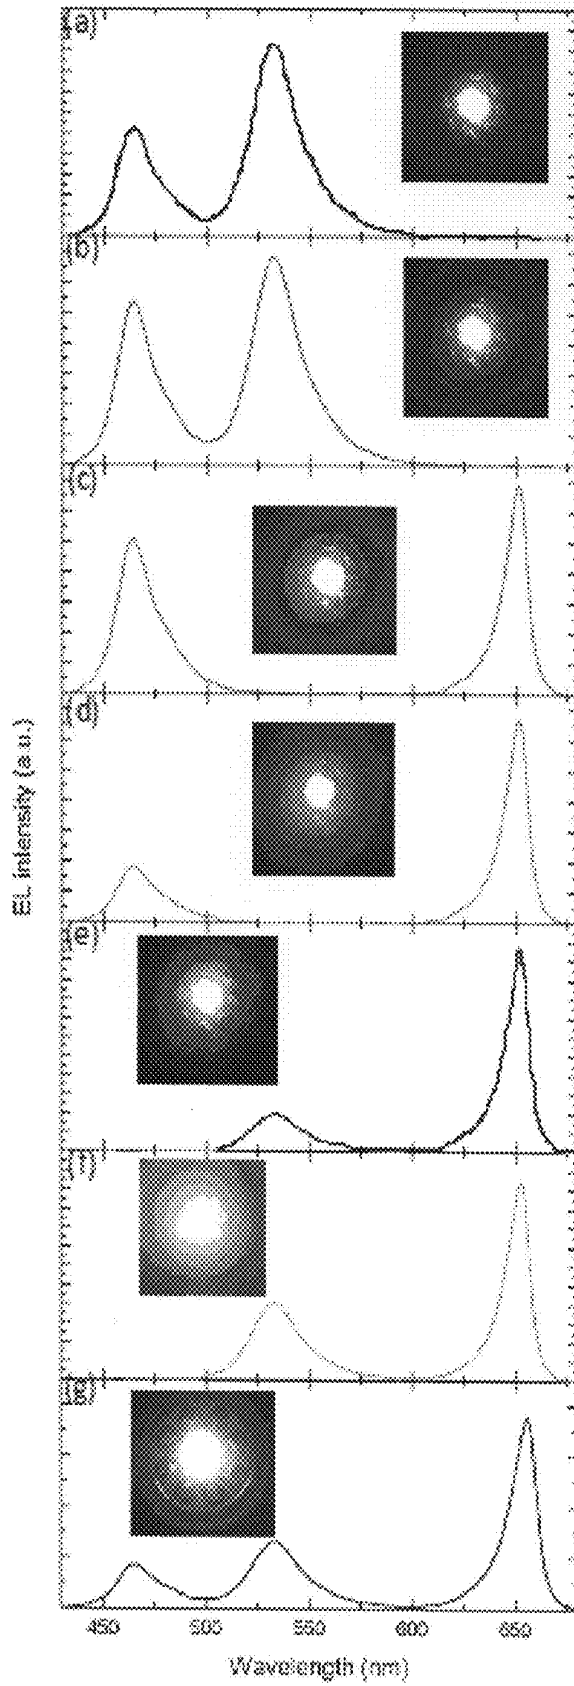 (a)
(b)
(c)
(d)
(e)
(f)
(g)
EL intensity (a.u.)
450 500 550 600 650
Wavelength (nm)